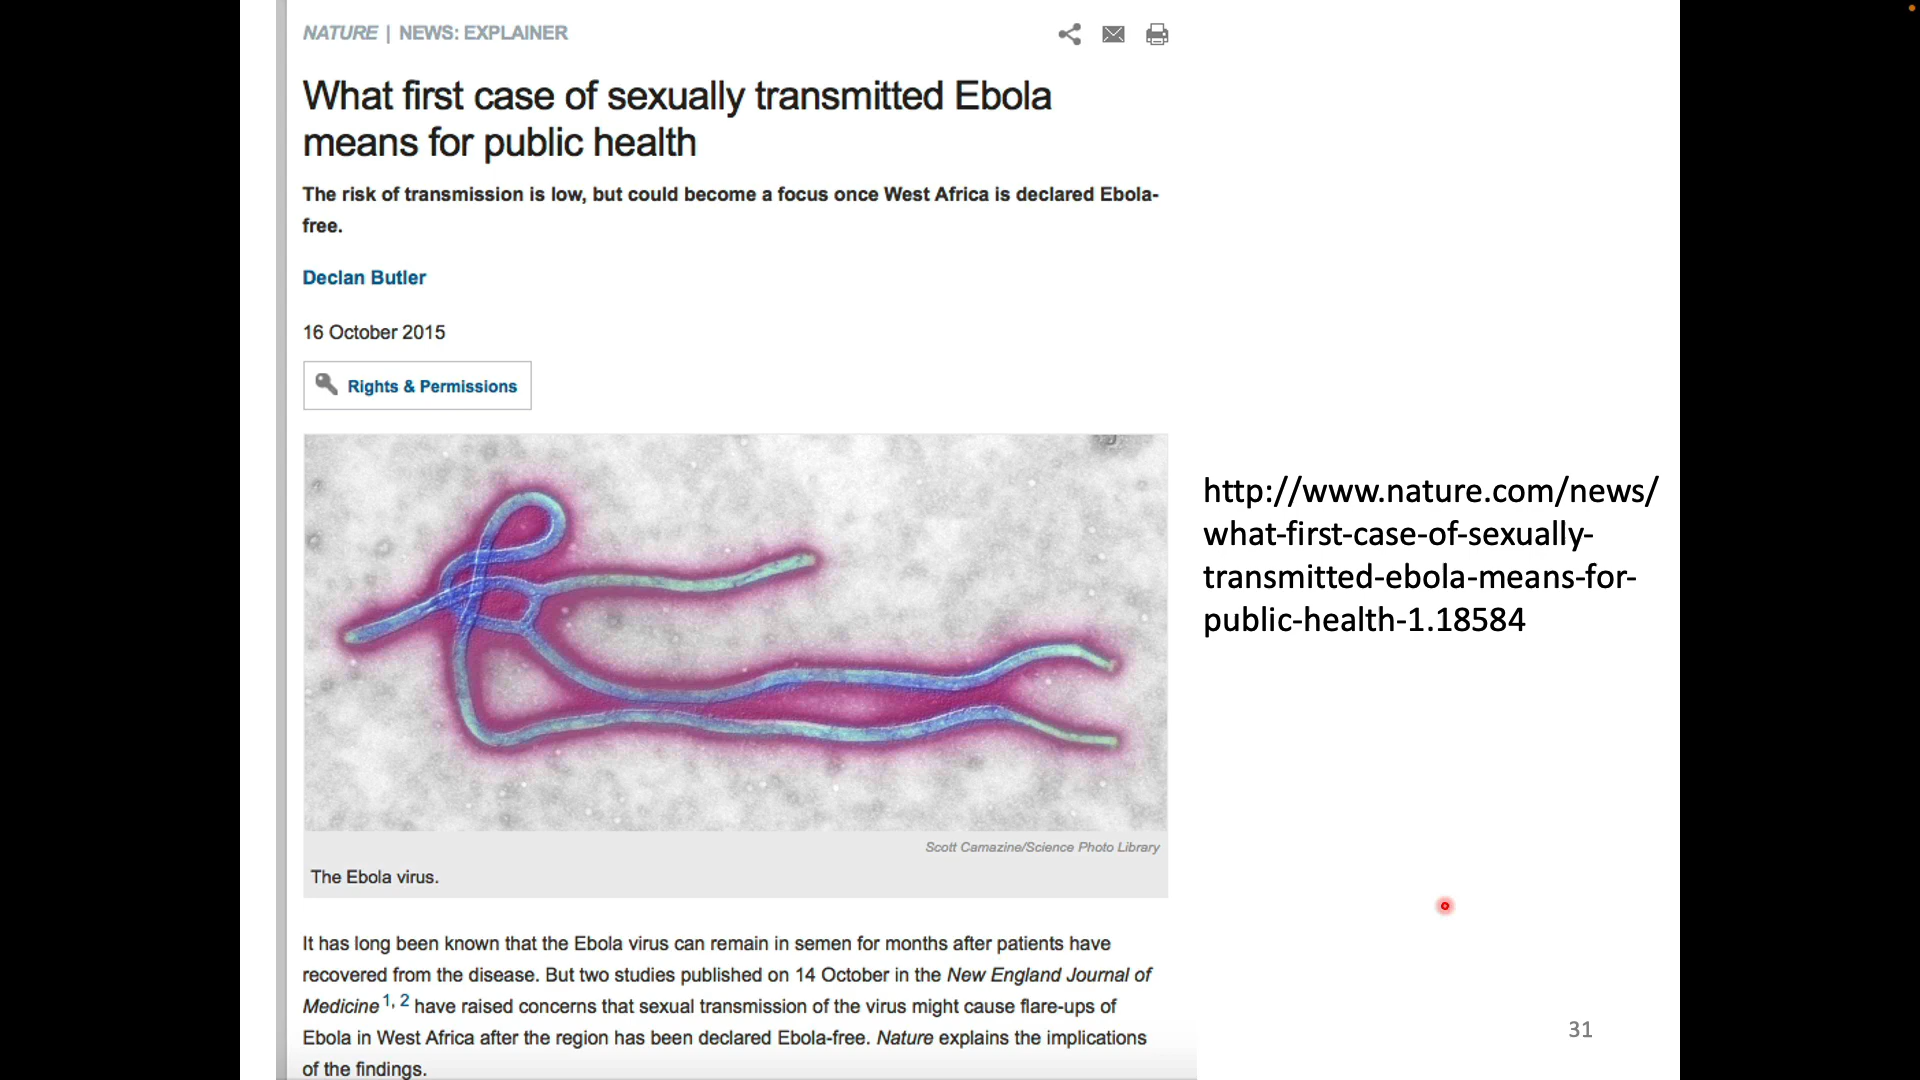 NATURE | NEWS: EXPLAINER
What first case of sexually transmitted Ebola
means for public health
The risk of transmission is low, but could become a focus once West Africa is declared Ebola-
free.
Declan Butler
16 October 2015
Rights & Permissions
Scott Camazine/Science Photo Library
The Ebola virus.
It has long been known that the Ebola virus can remain in semen for months after patients have
recovered from the disease. But two studies published on 14 October in the New England Journal of
Medicine 1, 2 have raised concerns that sexual transmission of the virus might cause flare-ups of
Ebola in West Africa after the region has been declared Ebola-free. Nature explains the implications
of the findings.
http://www.nature.com/news/
what-first-case-of-sexually-
transmitted-ebola-means-for-
public-health-1.18584
31